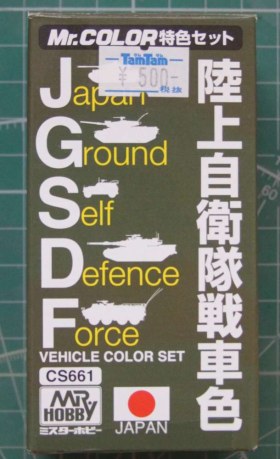 Mr.COLOR特色セット
TamTam
¥ 500-
税抜
Japan
Ground
Self
Defence
Force
陸上自衛隊戦車色
VEHICLE COLOR SET
CS661
MR HOBBY
ミスターホビー
JAPAN